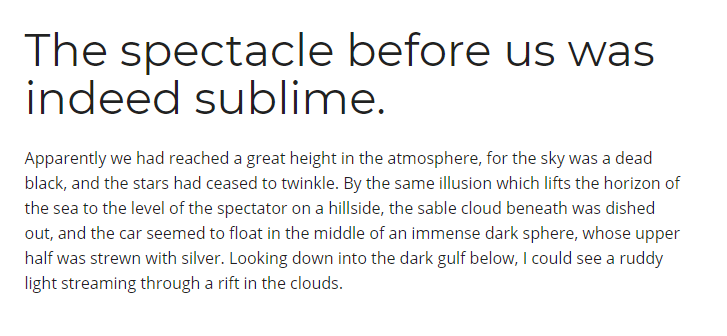 The spectacle before us was
indeed sublime.
Apparently we had reached a great height in the atmosphere, for the sky was a dead
black, and the stars had ceased to twinkle. By the same illusion which lifts the horizon of
the sea to the level of the spectator on a hillside, the sable cloud beneath was dished
out, and the car seemed to float in the middle of an immense dark sphere, whose upper
half was strewn with silver. Looking down into the dark gulf below, I could see a ruddy
light streaming through a rift in the clouds.